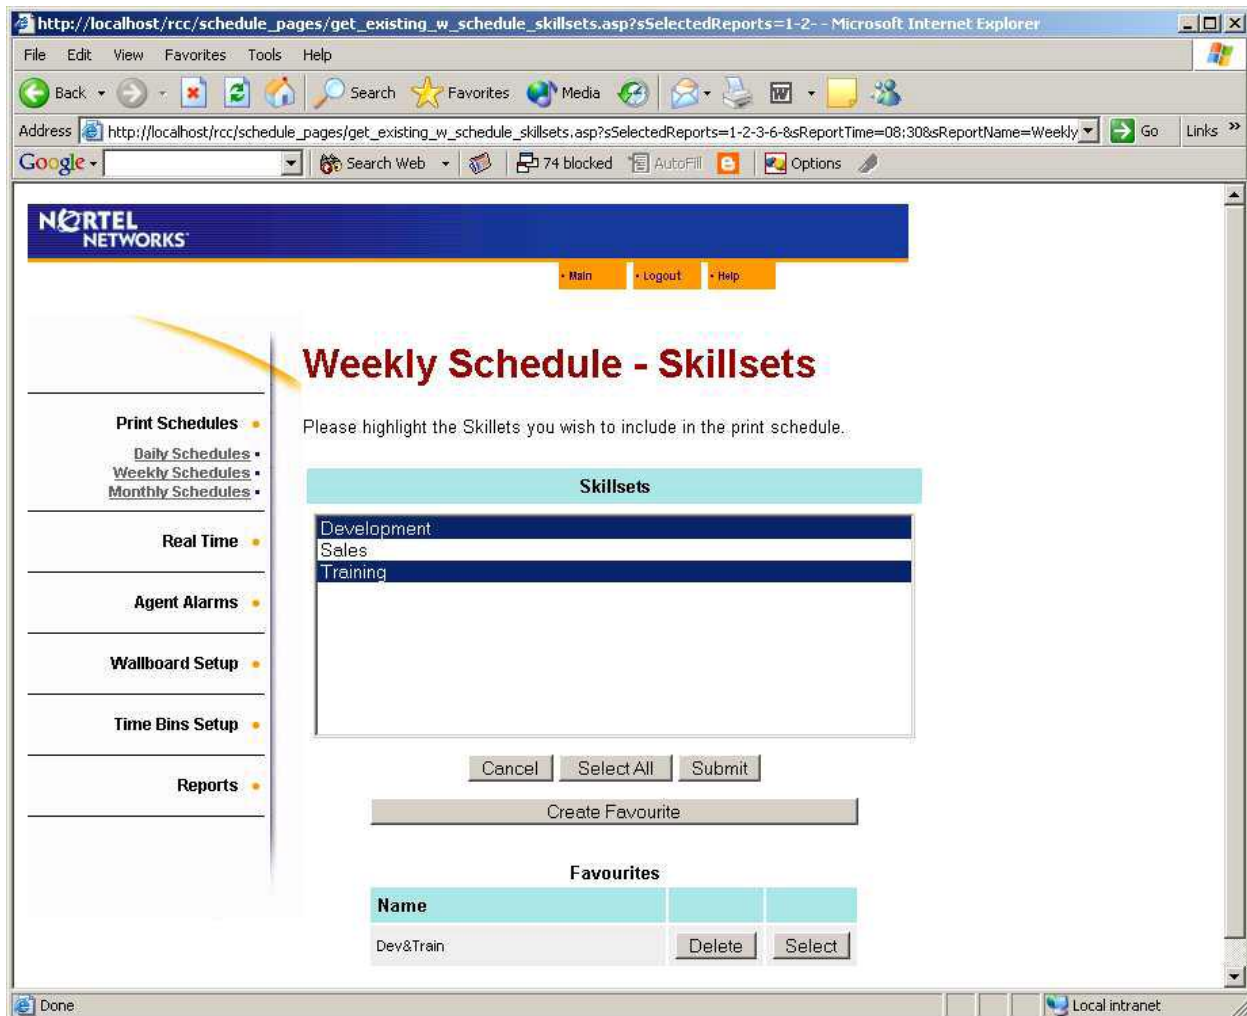 http://localhost/rcc/schedule_pages/get_existing_w_schedule_skillsets.asp?sSelectedReports=1-2- - Microsoft Internet Explorer
File Edit View Favorites Tools Help
Back Search Favorites Media
Address http://localhost/rcc/schedule_pages/get_existing_w_schedule_skillsets.asp?sSelectedReports=1-2-3-6-&sReportTime=08:30&sReportName=Weekly Go Links »
Google Search Web 74 blocked AutoFill Options
NORTEL
NETWORKS
Main Logout Help
Weekly Schedule - Skillsets
Print Schedules
Daily Schedules
Weekly Schedules
Monthly Schedules
Real Time
Agent Alarms
Wallboard Setup
Time Bins Setup
Reports
Please highlight the Skillets you wish to include in the print schedule.
Skillsets
Development
Sales
Training
Cancel Select All Submit
Create Favourite
Favourites
Name
Dev&Train Delete Select
Done Local intranet